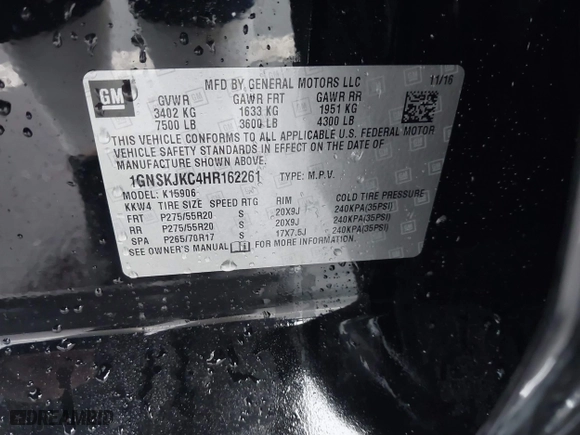 GM
MFD BY GENERAL MOTORS LLC 11/16
GVWR GAWR FRT GAWR RR
3402 KG 1633 KG 1951 KG
7500 LB 3600 LB 4300 LB
THIS VEHICLE CONFORMS TO ALL APPLICABLE U.S. FEDERAL MOTOR
VEHICLE SAFETY STANDARDS IN EFFECT ON THE DATE OF
MANUFACTURE SHOWN ABOVE.
1GNSKJKC4HR162261 TYPE: M.P.V.
MODEL: K15906
KKW4 TIRE SIZE SPEED RTG RIM COLD TIRE PRESSURE
FRT P275/55R20 S 20X9J 240KPA(35PSI)
RR P275/55R20 S 20X9J 240KPA(35PSI)
SPA P265/70R17 S 17X7.5J 240KPA(35PSI)
SEE OWNER'S MANUAL FOR MORE INFORMATION.
DREAMBID